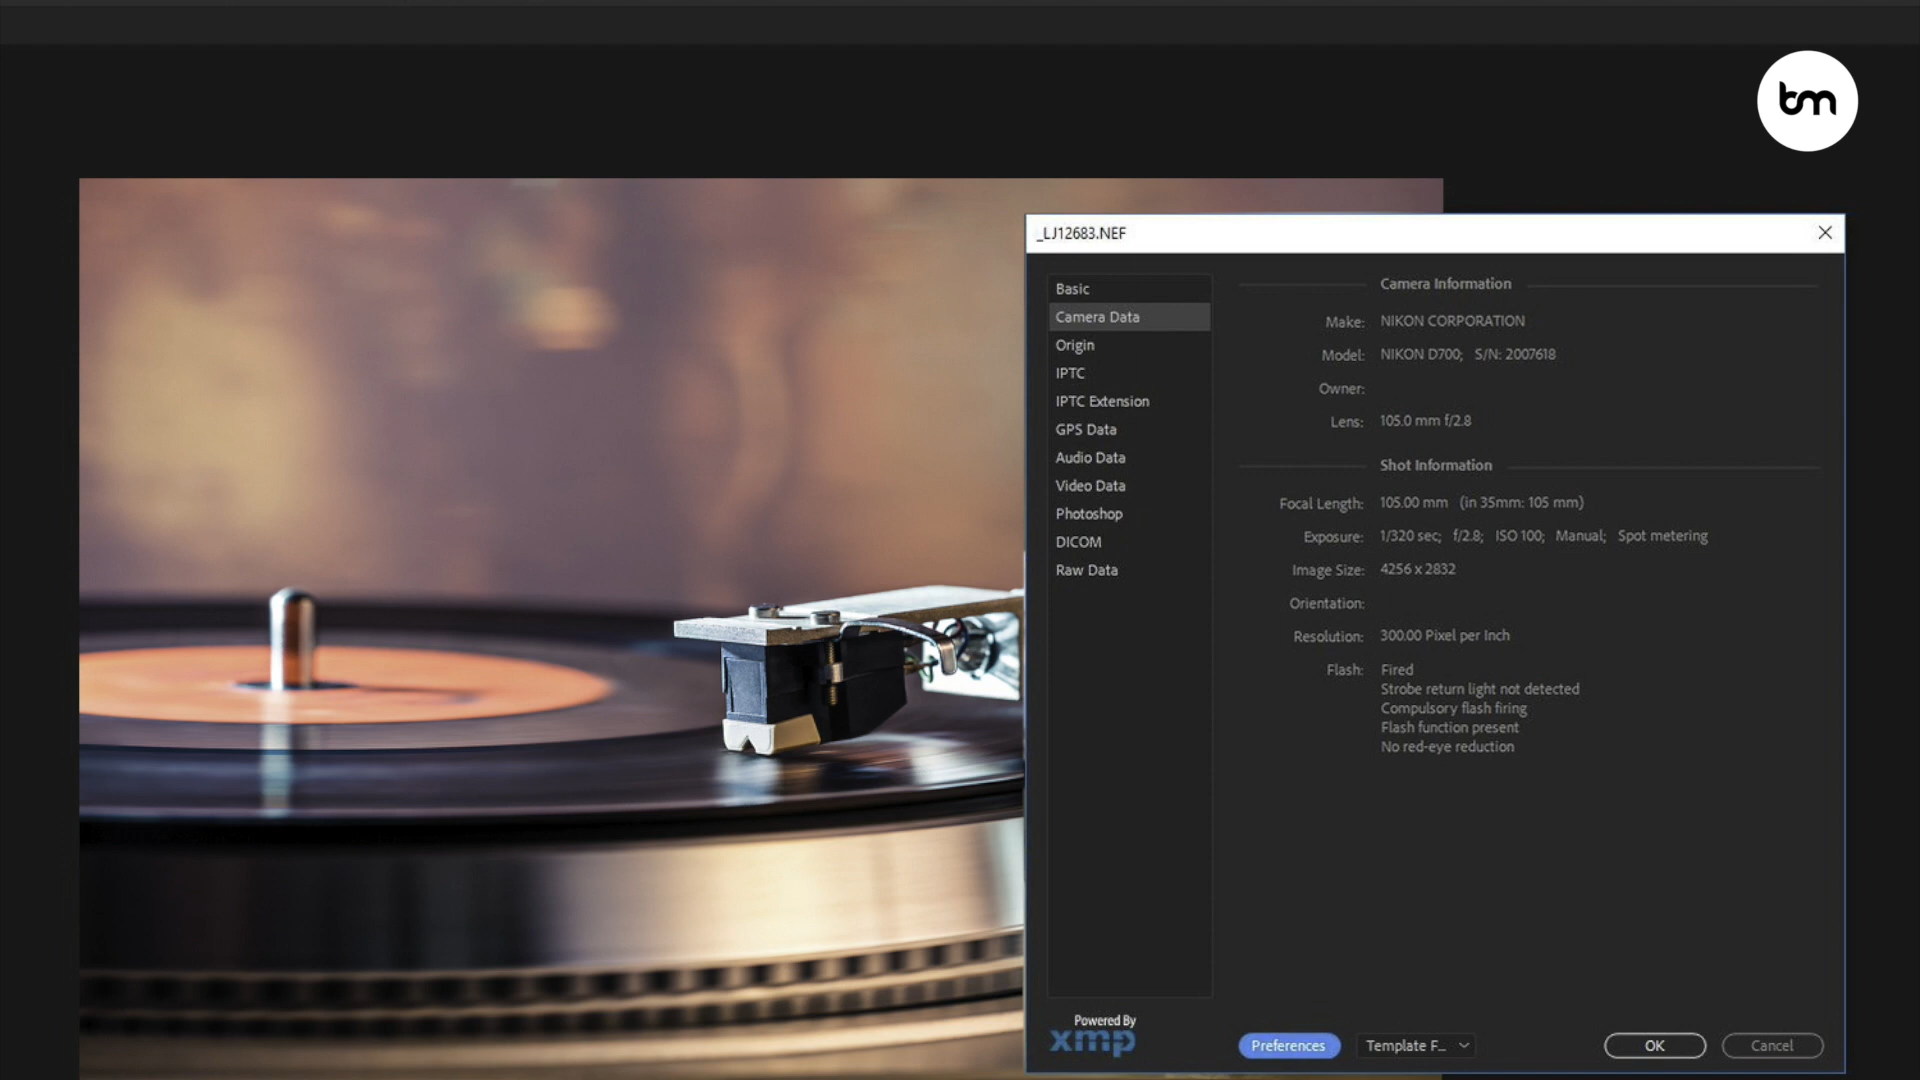 bm
_LJ12683.NEF
Basic
Camera Data
Origin
IPTC
IPTC Extension
GPS Data
Audio Data
Video Data
Photoshop
DICOM
Raw Data
Camera Information
Make: NIKON CORPORATION
Model: NIKON D700; S/N: 2007618
Owner:
Lens: 105.0 mm f/2.8
Shot Information
Focal Length: 105.00 mm (in 35mm: 105 mm)
Exposure: 1/320 sec; f/2.8; ISO 100; Manual; Spot metering
Image Size: 4256 x 2832
Orientation:
Resolution: 300.00 Pixel per Inch
Flash: Fired
Strobe return light not detected
Compulsory flash firing
Flash function present
No red-eye reduction
Powered By
xmp
Preferences
Template F...
OK
Cancel